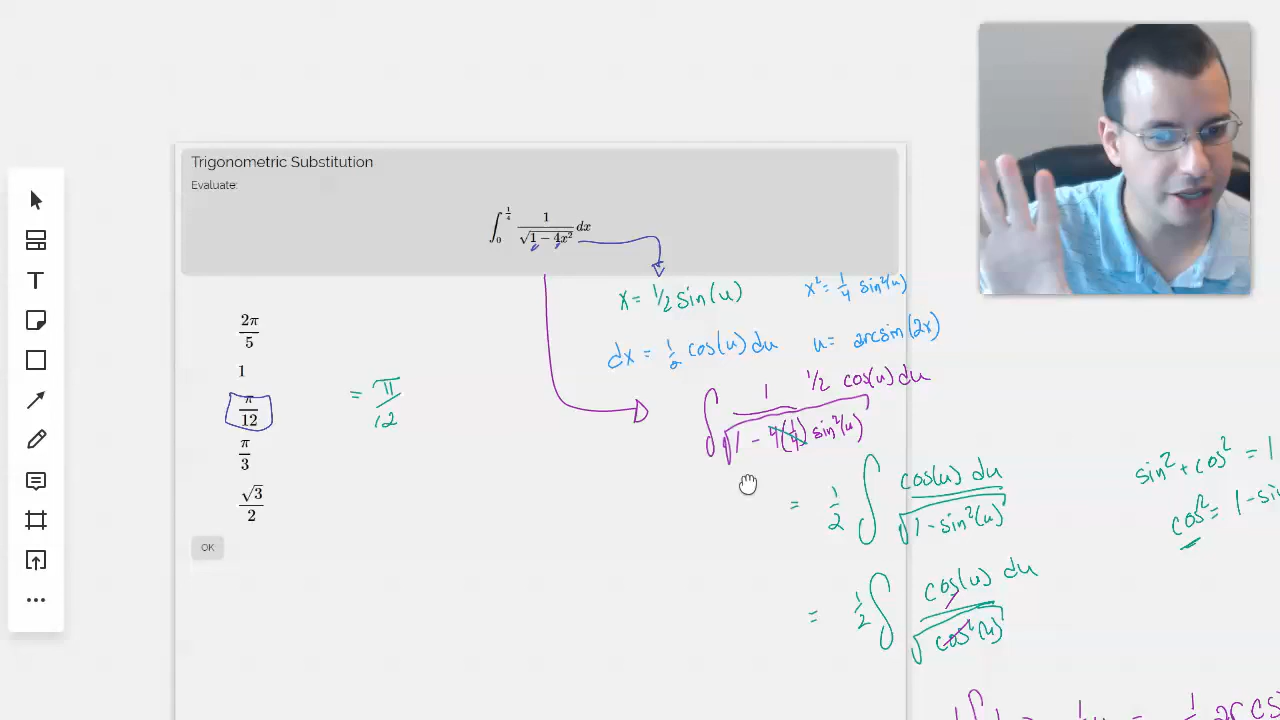 Trigonometric Substitution
Evaluate:
∫₀^{1/4} 1/√(1 − 4x²) dx
x = 1/2 sin(u)
x² = 1/4 sin²(u)
dx = 1/2 cos(u) du
u = arcsin(2x)
2π/5
1
π/12
π/3
√3/2
OK
= π/12
∫ 1/√(1 − 4(1/4) sin²(u)) 1/2 cos(u) du
= 1/2 ∫ cos(u) du/√(1 − sin²(u))
sin² + cos² = 1
cos² = 1 − sin
= 1/2 ∫ cos(u) du/√(cos²(u))
T